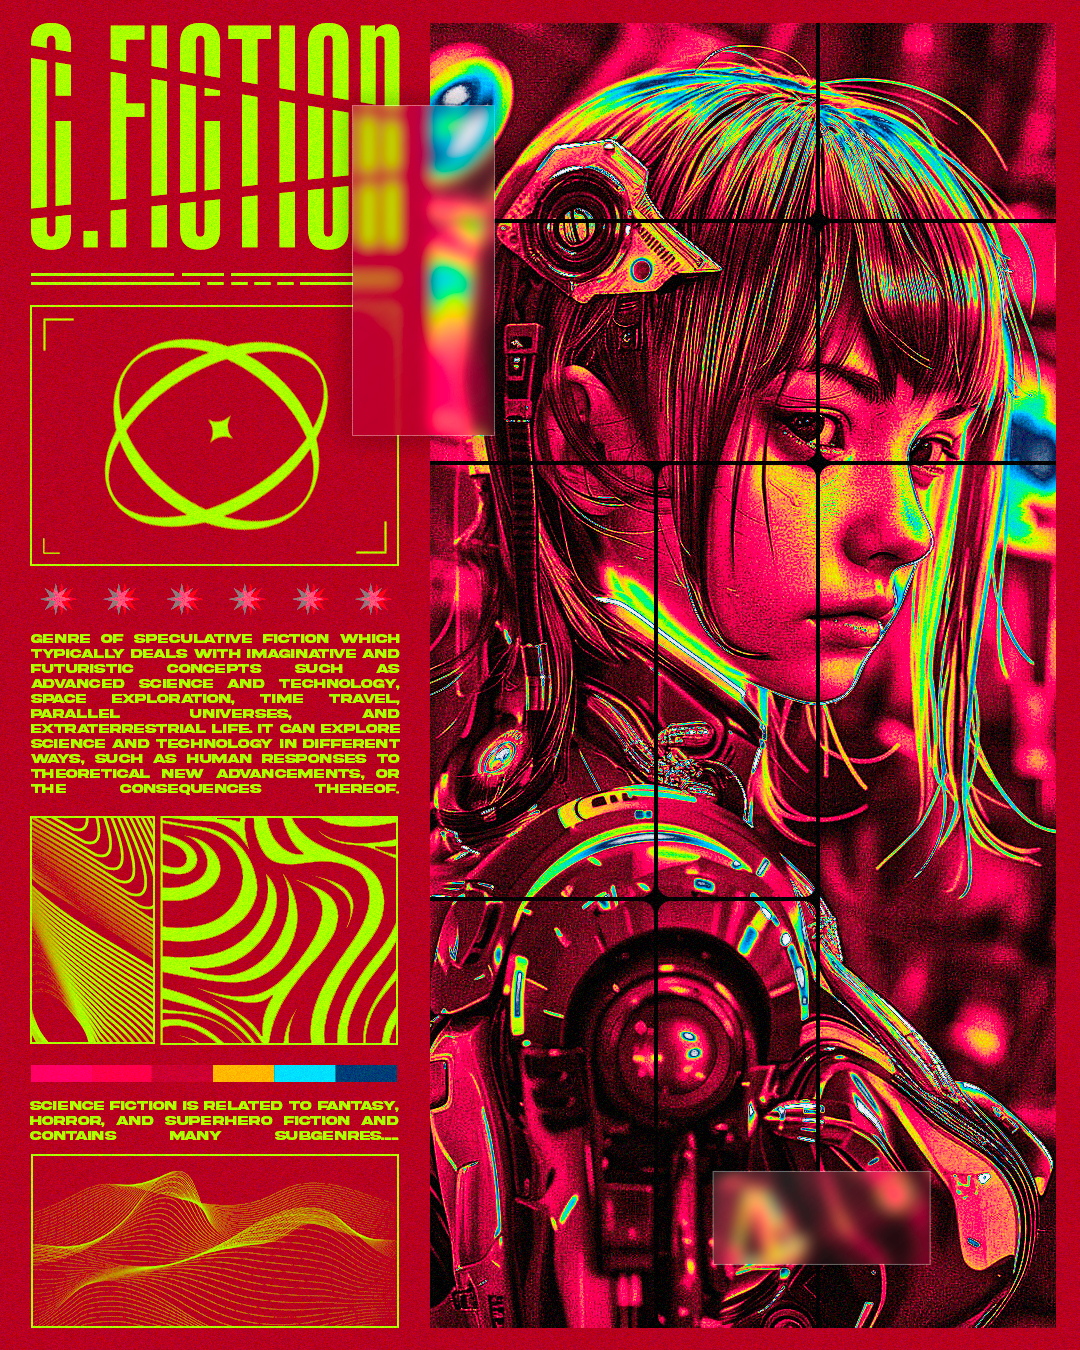 C.FICTION
GENRE OF SPECULATIVE FICTION WHICH
TYPICALLY DEALS WITH IMAGINATIVE AND
FUTURISTIC CONCEPTS SUCH AS
ADVANCED SCIENCE AND TECHNOLOGY,
SPACE EXPLORATION, TIME TRAVEL,
PARALLEL UNIVERSES, AND
EXTRATERRESTRIAL LIFE. IT CAN EXPLORE
SCIENCE AND TECHNOLOGY IN DIFFERENT
WAYS, SUCH AS HUMAN RESPONSES TO
THEORETICAL NEW ADVANCEMENTS, OR
THE CONSEQUENCES THEREOF.
SCIENCE FICTION IS RELATED TO FANTASY,
HORROR, AND SUPERHERO FICTION AND
CONTAINS MANY SUBGENRES....